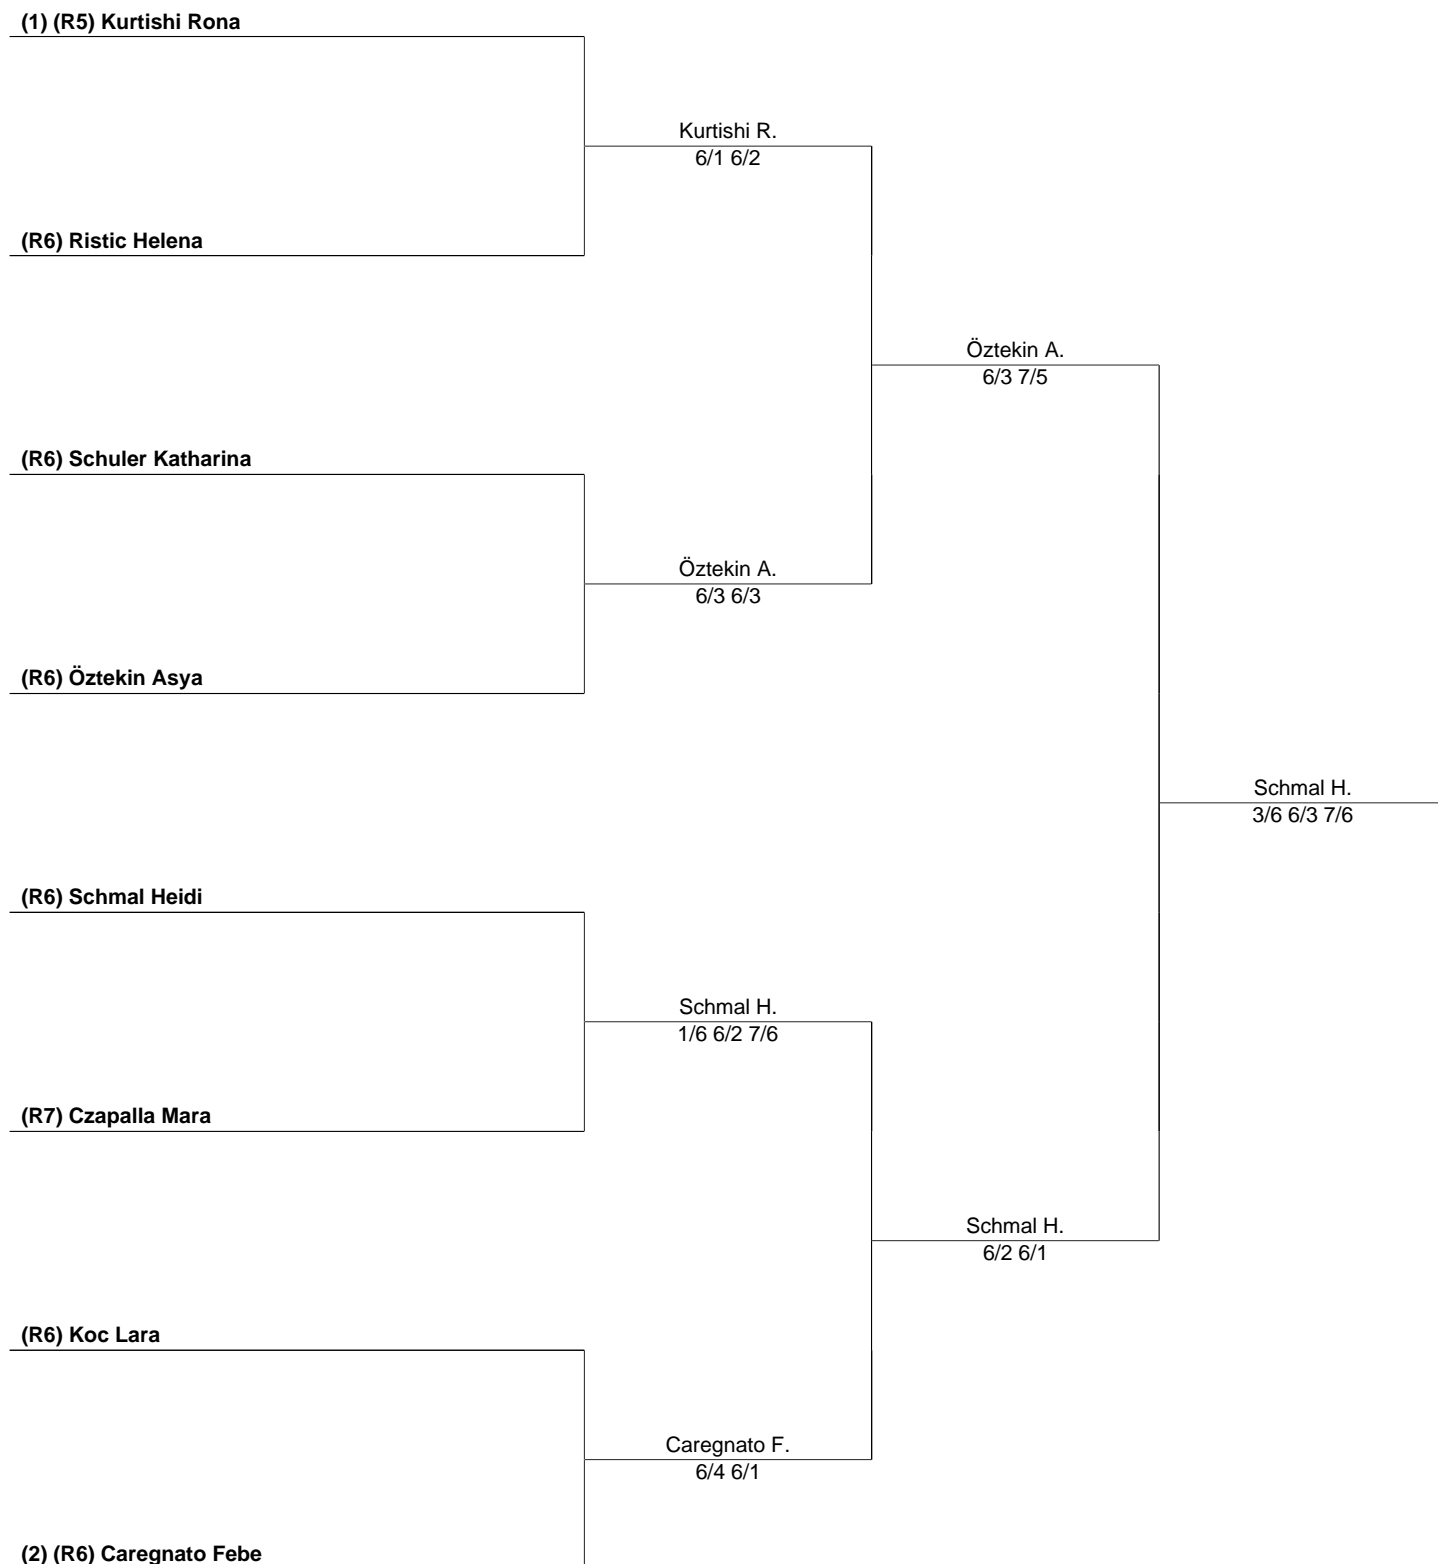 (1) (R5) Kurtishi Rona
Kurtishi R.
6/1 6/2
(R6) Ristic Helena
Öztekin A.
6/3 7/5
(R6) Schuler Katharina
Öztekin A.
6/3 6/3
(R6) Öztekin Asya
Schmal H.
3/6 6/3 7/6
(R6) Schmal Heidi
Schmal H.
1/6 6/2 7/6
(R7) Czapalla Mara
Schmal H.
6/2 6/1
(R6) Koc Lara
Caregnato F.
6/4 6/1
(2) (R6) Caregnato Febe